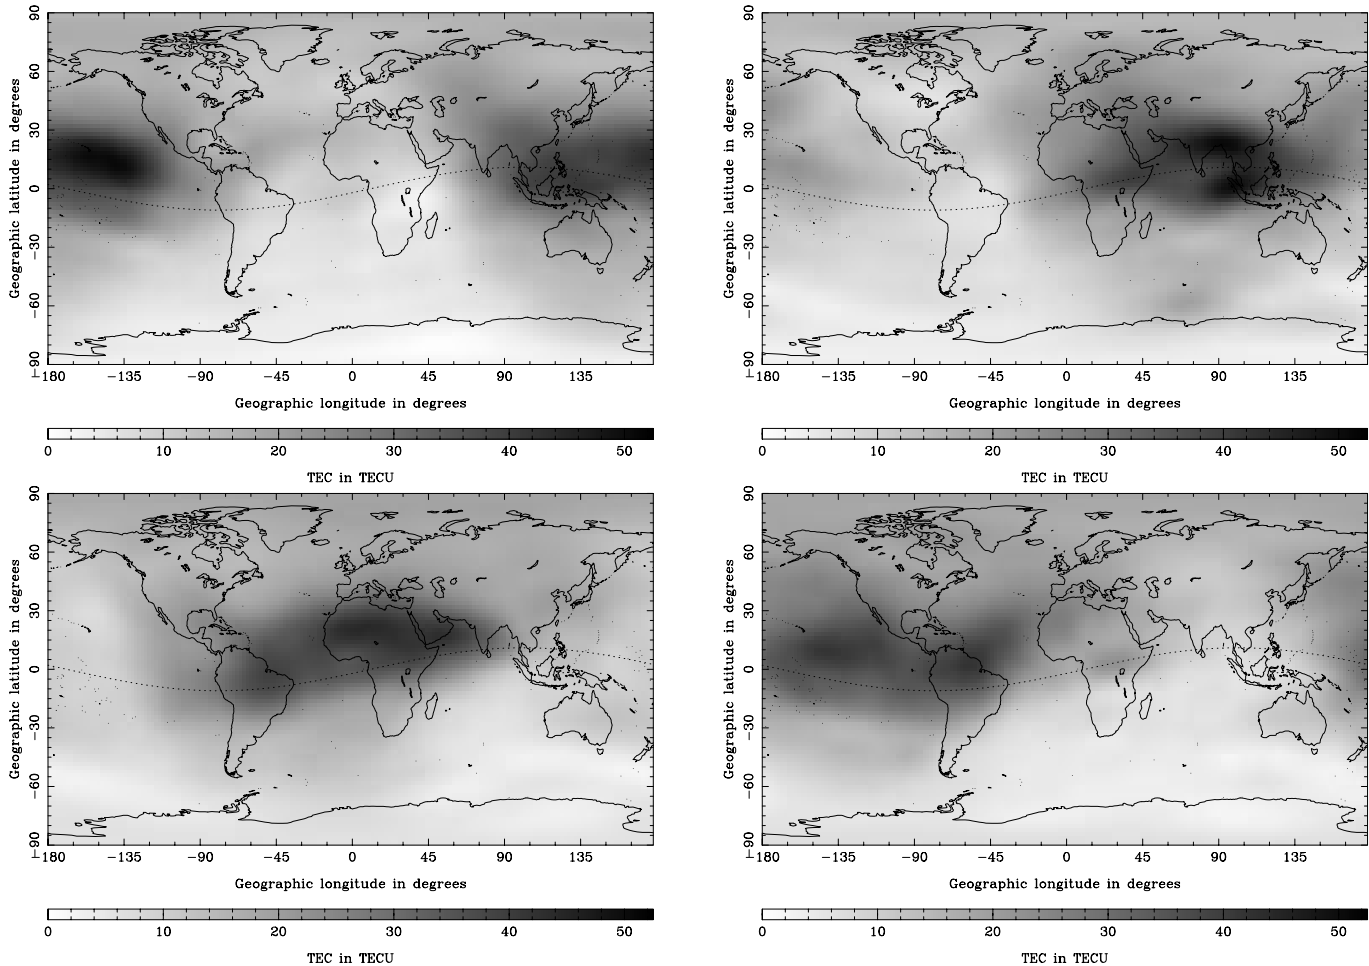 Geographic latitude in degrees
90
60
30
0
−30
−60
⊥90
⊥180 −135 −90 −45 0 45 90 135
Geographic longitude in degrees
0 10 20 30 40 50
TEC in TECU
Geographic latitude in degrees
90
60
30
0
−30
−60
⊥90
⊥180 −135 −90 −45 0 45 90 135
Geographic longitude in degrees
0 10 20 30 40 50
TEC in TECU
Geographic latitude in degrees
90
60
30
0
−30
−60
⊥90
⊥180 −135 −90 −45 0 45 90 135
Geographic longitude in degrees
0 10 20 30 40 50
TEC in TECU
Geographic latitude in degrees
90
60
30
0
−30
−60
⊥90
⊥180 −135 −90 −45 0 45 90 135
Geographic longitude in degrees
0 10 20 30 40 50
TEC in TECU